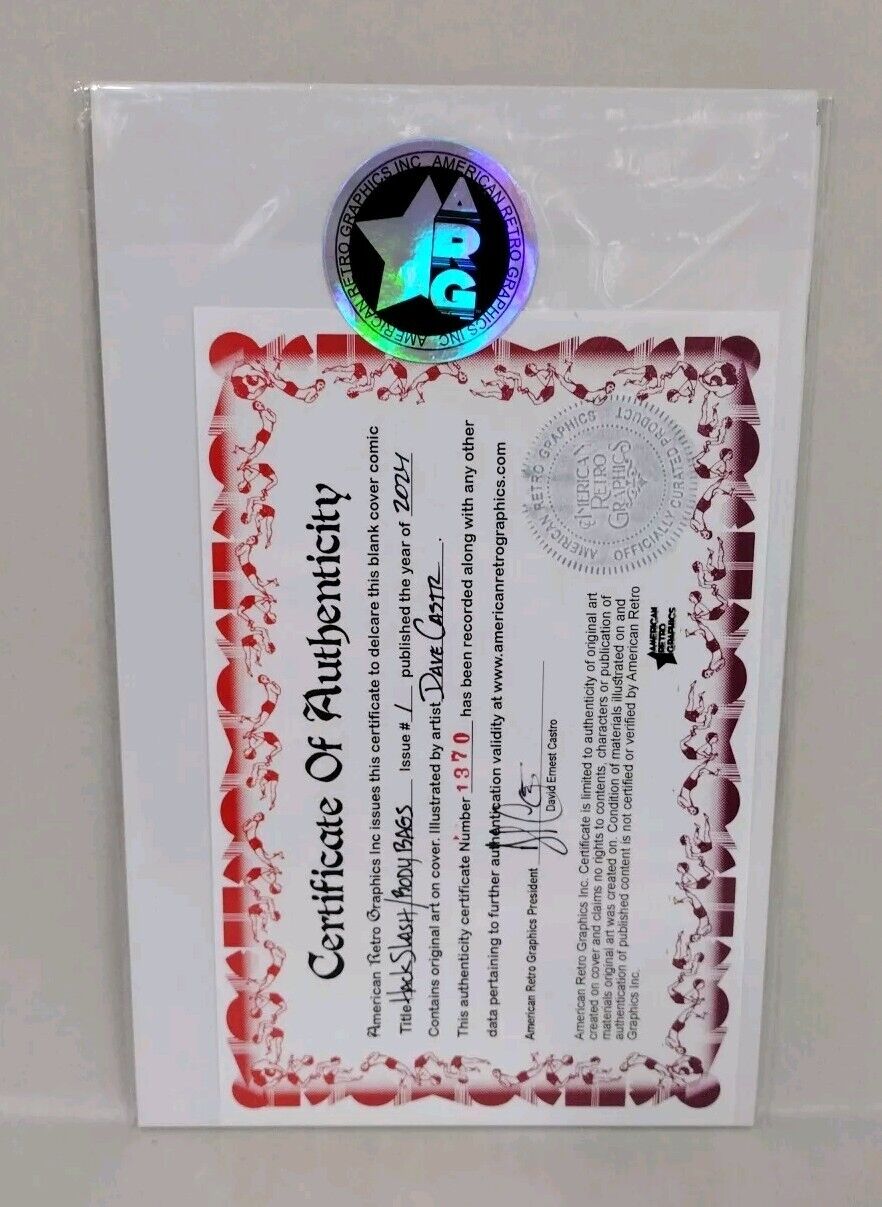 AMERICAN RETRO GRAPHICS INC. AMERICAN RETRO GRAPHICS INC.
ARG
Certificate Of Authenticity
American Retro Graphics Inc issues this certificate to delcare this blank cover comic
Title Hack Slash/Body Bags Issue # 1 published the year of 2024
Contains original art on cover. Illustrated by artist Dave Castr.
This authenticity certificate Number 1370 has been recorded along with any other
data pertaining to further authentication validity at www.americanretrographics.com
American Retro Graphics President
David Ernest Castro
American Retro Graphics Inc. Certificate is limited to authenticity of original art
created on cover and claims no rights to contents, characters or publication of
materials original art was created on. Condition of materials illustrated on and
authentication of published content is not certified or verified by American Retro
Graphics Inc.
AMERICAN RETRO GRAPHICS
AMERICAN
RETRO
GRAPHICS
OFFICIALLY CURATED PRODUCT
AMERICAN
RETRO
GRAPHICS